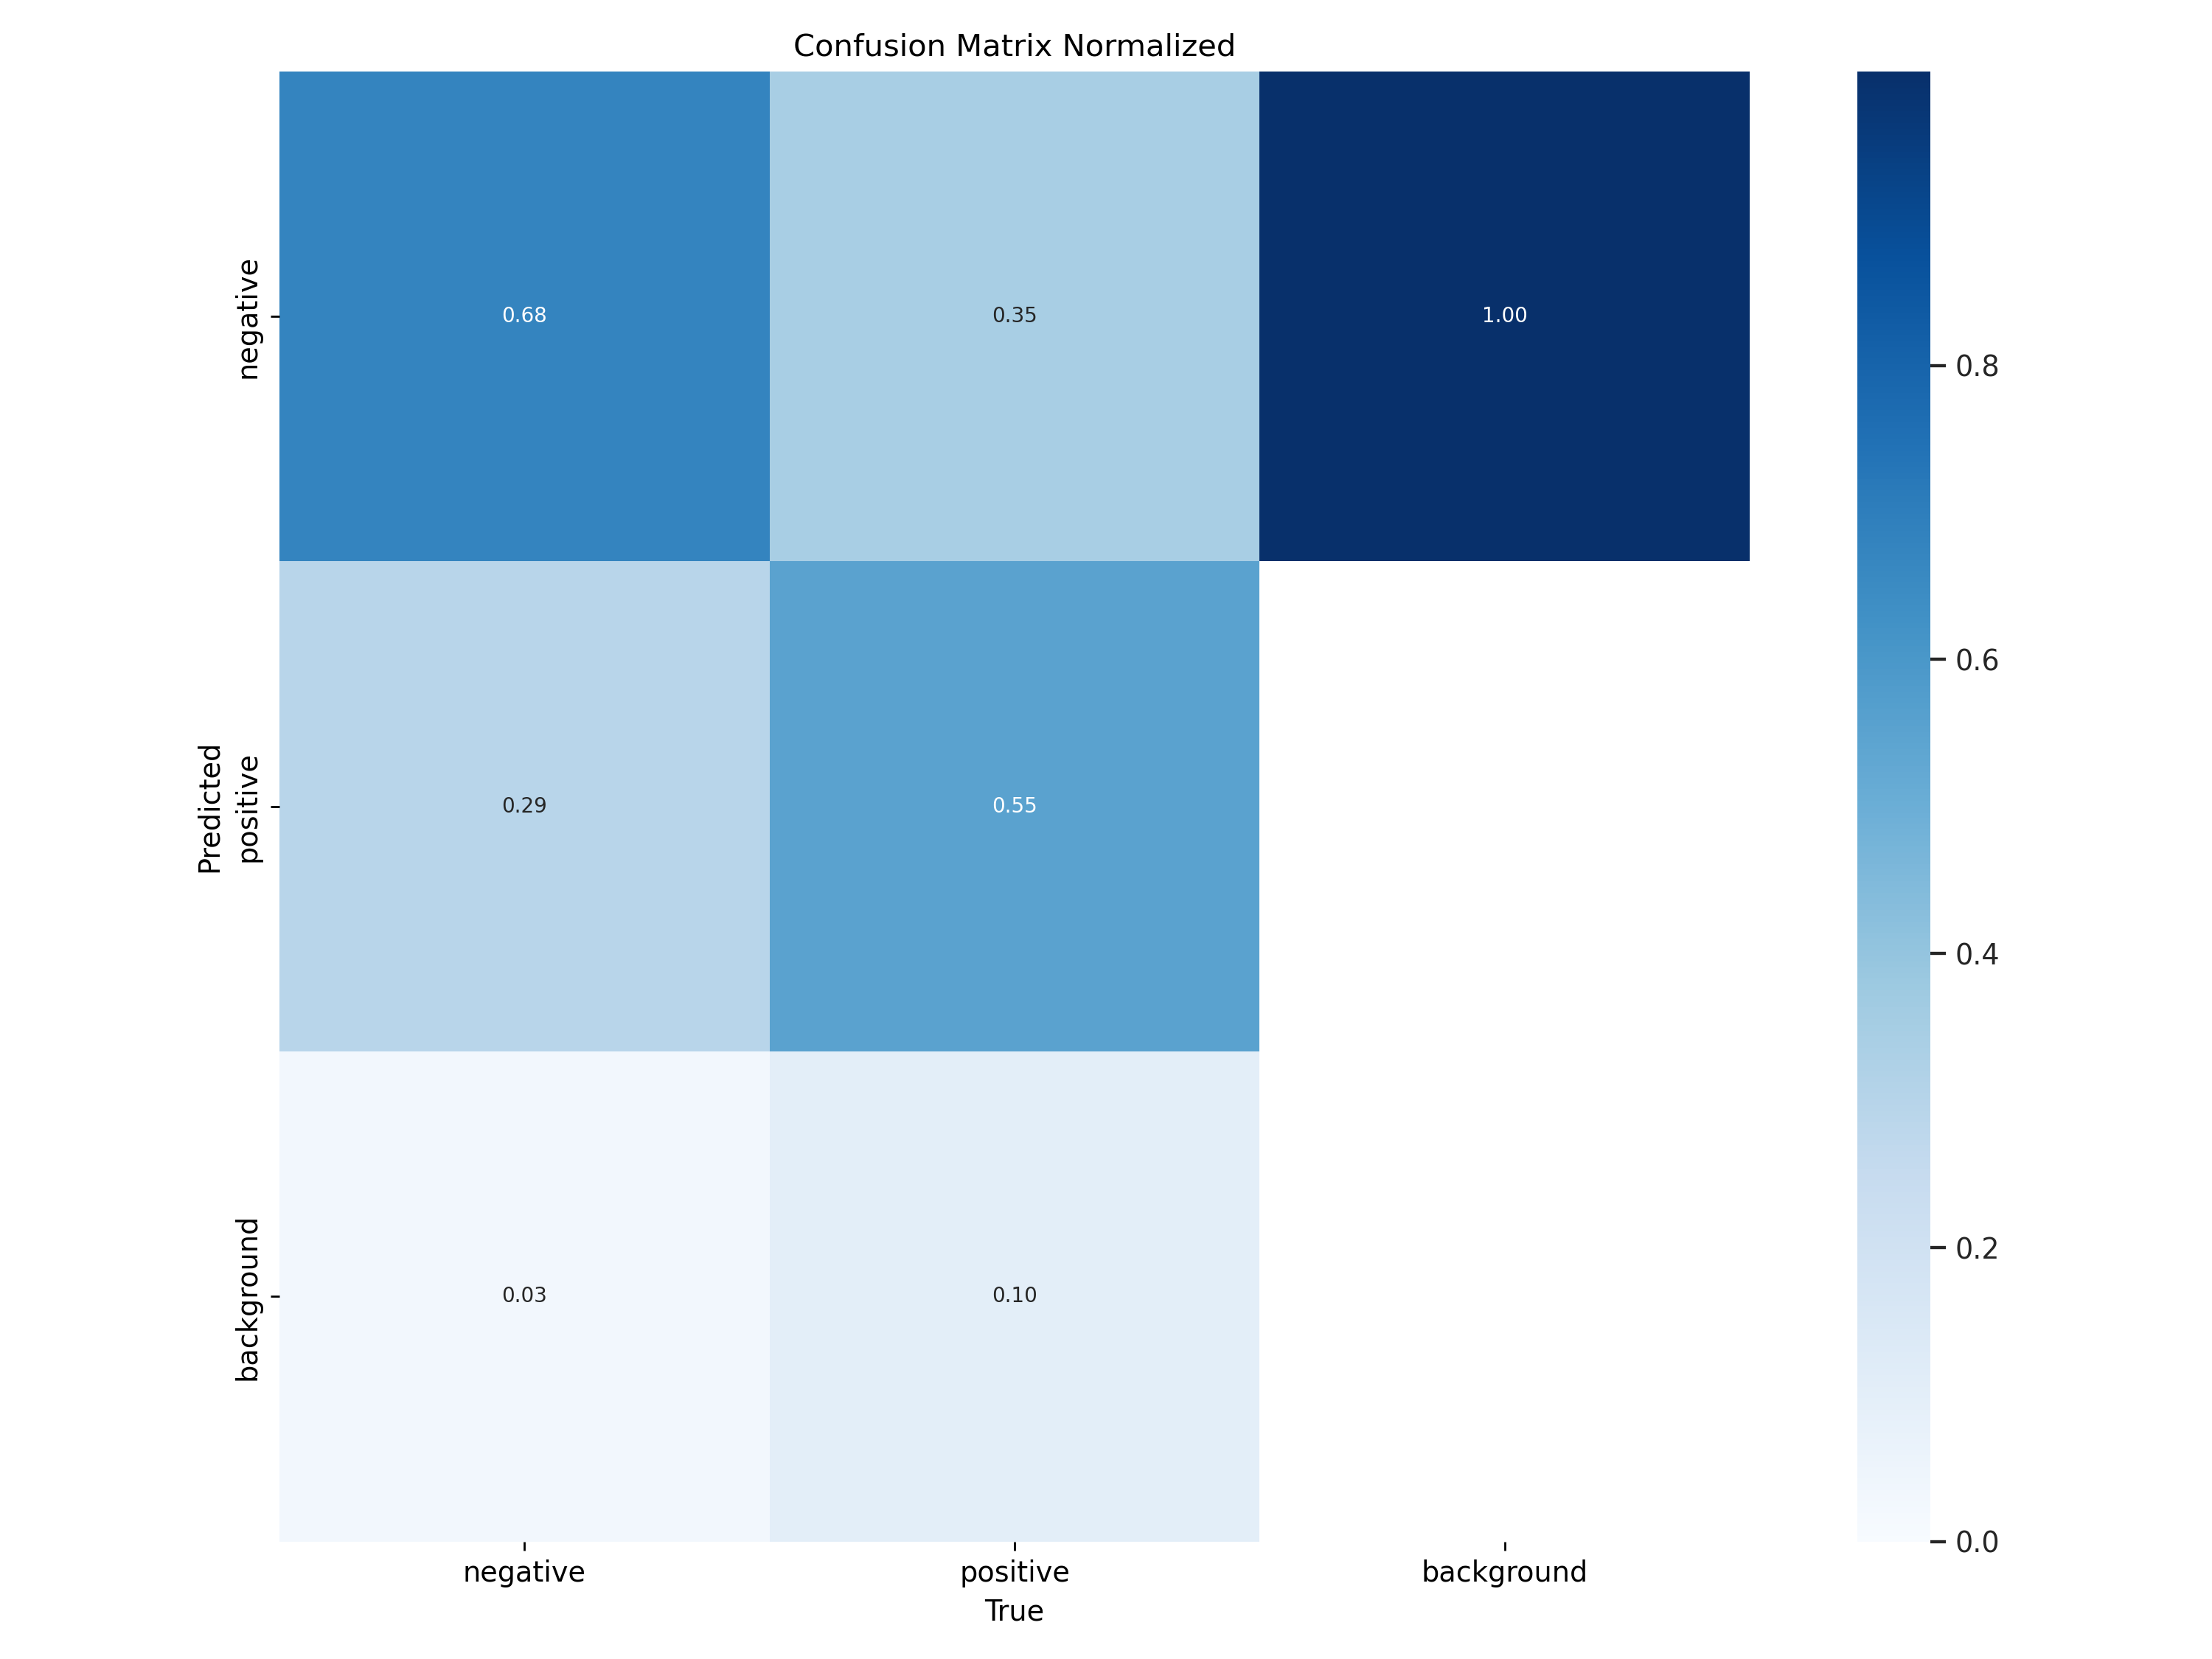 Confusion Matrix Normalized
negative
0.68
0.35
1.00
0.8
0.6
Predicted
positive
0.29
0.55
0.4
background
0.03
0.10
0.2
0.0
negative
positive
background
True